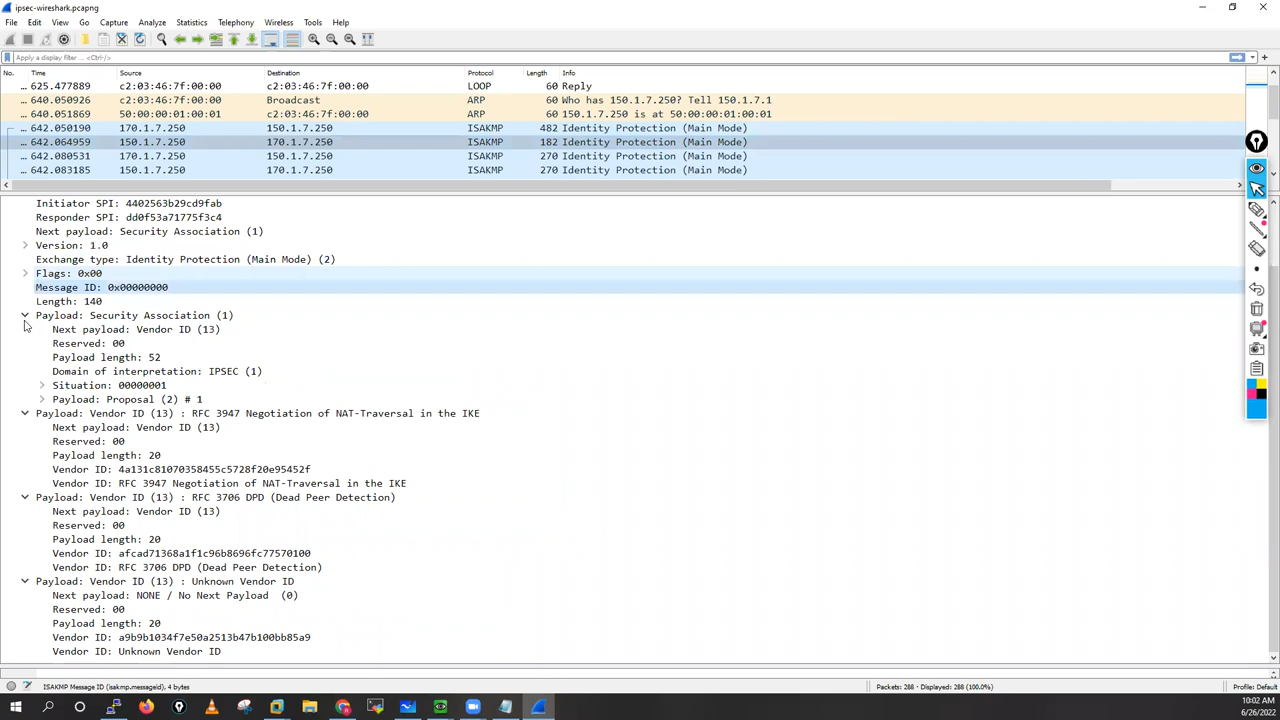 ipsec-wireshark.pcapng
File Edit View Go Capture Analyze Statistics Telephony Wireless Tools Help
Apply a display filter ... <Ctrl-/>
No. Time Source Destination Protocol Length Info
... 625.477889 c2:03:46:7f:00:00 c2:03:46:7f:00:00 LOOP 60 Reply
... 640.050926 c2:03:46:7f:00:00 Broadcast ARP 60 Who has 150.1.7.250? Tell 150.1.7.1
... 640.051869 50:00:00:01:00:01 c2:03:46:7f:00:00 ARP 60 150.1.7.250 is at 50:00:00:01:00:01
... 642.050190 170.1.7.250 150.1.7.250 ISAKMP 482 Identity Protection (Main Mode)
... 642.064959 150.1.7.250 170.1.7.250 ISAKMP 182 Identity Protection (Main Mode)
... 642.080531 170.1.7.250 150.1.7.250 ISAKMP 270 Identity Protection (Main Mode)
... 642.083185 150.1.7.250 170.1.7.250 ISAKMP 270 Identity Protection (Main Mode)
Initiator SPI: 4402563b29cd9fab
Responder SPI: dd0f53a71775f3c4
Next payload: Security Association (1)
Version: 1.0
Exchange type: Identity Protection (Main Mode) (2)
Flags: 0x00
Message ID: 0x00000000
Length: 140
Payload: Security Association (1)
Next payload: Vendor ID (13)
Reserved: 00
Payload length: 52
Domain of interpretation: IPSEC (1)
Situation: 00000001
Payload: Proposal (2) # 1
Payload: Vendor ID (13) : RFC 3947 Negotiation of NAT-Traversal in the IKE
Next payload: Vendor ID (13)
Reserved: 00
Payload length: 20
Vendor ID: 4a131c81070358455c5728f20e95452f
Vendor ID: RFC 3947 Negotiation of NAT-Traversal in the IKE
Payload: Vendor ID (13) : RFC 3706 DPD (Dead Peer Detection)
Next payload: Vendor ID (13)
Reserved: 00
Payload length: 20
Vendor ID: afcad71368a1f1c96b8696fc77570100
Vendor ID: RFC 3706 DPD (Dead Peer Detection)
Payload: Vendor ID (13) : Unknown Vendor ID
Next payload: NONE / No Next Payload (0)
Reserved: 00
Payload length: 20
Vendor ID: a9b9b1034f7e50a2513b47b100bb85a9
Vendor ID: Unknown Vendor ID
ISAKMP Message ID (isakmp.messageid), 4 bytes
Packets: 288 · Displayed: 288 (100.0%)
Profile: Default
10:02 AM
6/26/2022